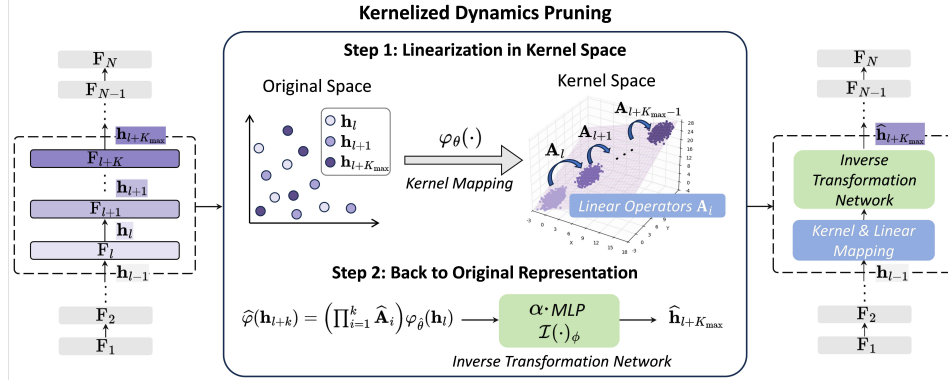 Kernelized Dynamics Pruning
F_N
F_{N−1}
h_{l+K_max}
F_{l+K}
h_{l+1}
F_{l+1}
h_l
F_l
h_{l−1}
F_2
F_1
Step 1: Linearization in Kernel Space
Original Space
h_l
h_{l+1}
h_{l+K_max}
φ_θ(·)
Kernel Mapping
Kernel Space
A_{l+K_max−1}
A_{l+1}
A_l
Linear Operators A_i
Step 2: Back to Original Representation
φ̂(h_{l+k}) = (∏_{i=1}^{k} Â_i) φ_θ̂(h_l)
α·MLP
I(·)_ϕ
ĥ_{l+K_max}
Inverse Transformation Network
F_N
F_{N−1}
ĥ_{l+K_max}
Inverse
Transformation
Network
Kernel & Linear
Mapping
h_{l−1}
F_2
F_1